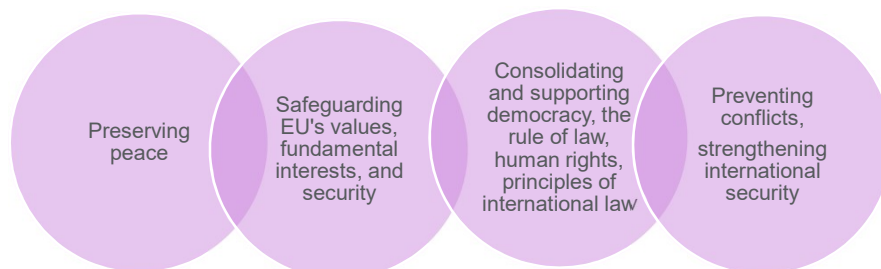 Preserving
peace
Safeguarding
EU's values,
fundamental
interests, and
security
Consolidating
and supporting
democracy, the
rule of law,
human rights,
principles of
international law
Preventing
conflicts,
strengthening
international
security